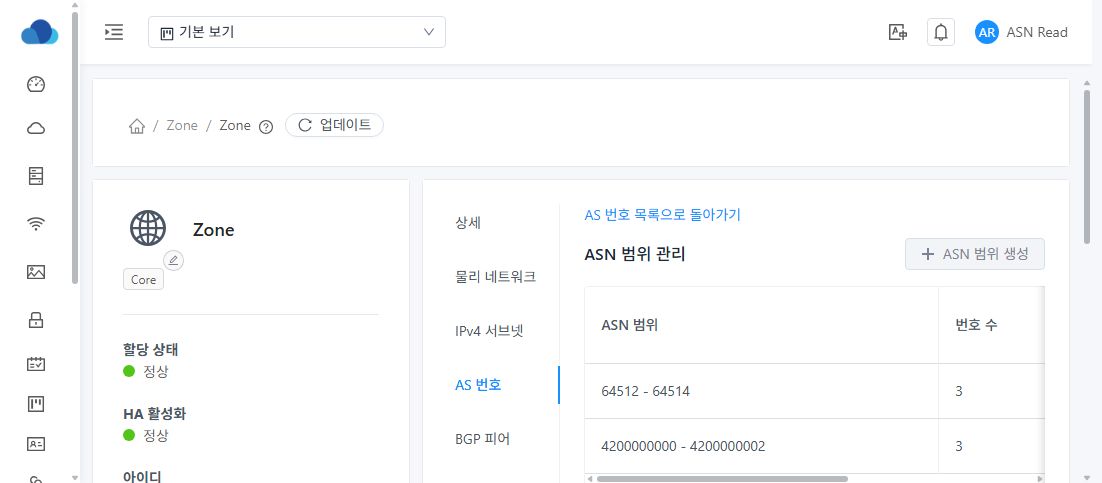 기본 보기
AR ASN Read
/ Zone / Zone 업데이트
Zone
Core
할당 상태
정상
HA 활성화
정상
아이디
상세
물리 네트워크
IPv4 서브넷
AS 번호
BGP 피어
AS 번호 목록으로 돌아가기
ASN 범위 관리
+ ASN 범위 생성
ASN 범위 번호 수
64512 - 64514 3
4200000000 - 4200000002 3